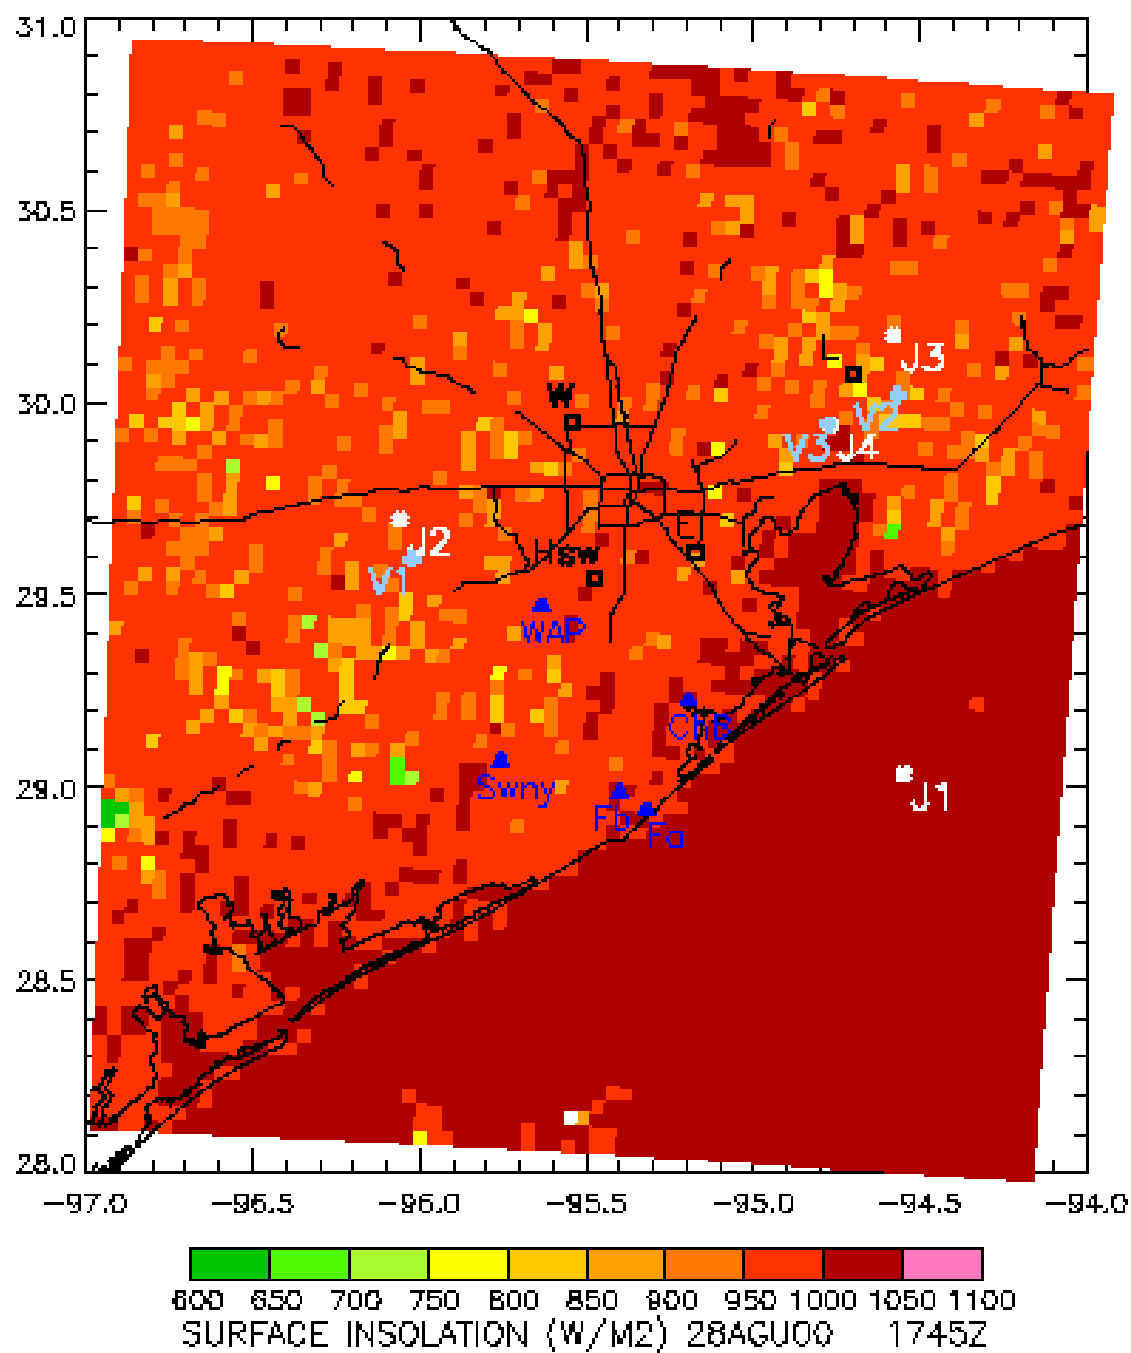 31.0
30.5
30.0
29.5
29.0
28.5
28.0
L
J3
W
V2
V3 J4
E
J2
HSW
V1
WAP
CHB
Swny
J1
Fb
Fa
-97.0 -96.5 -96.0 -95.5 -95.0 -94.5 -94.0
600 650 700 750 800 850 900 950 1000 1050 1100
SURFACE INSOLATION (W/M2) 28AGU00 1745Z